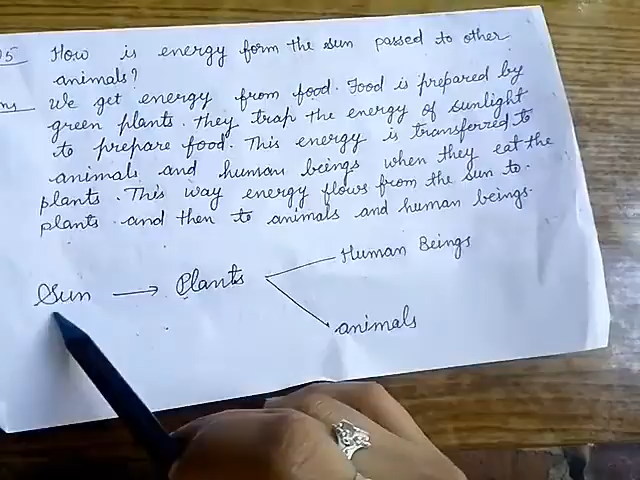 Q5 How is energy form the sun passed to other
animals?
Ans We get energy from food. Food is prepared by
green plants. They trap the energy of sunlight
to prepare food. This energy is transferred to
animals and human beings when they eat the
plants. This way energy flows from the sun to.
plants and then to animals and human beings.
Human Beings
Sun → Plants
animals